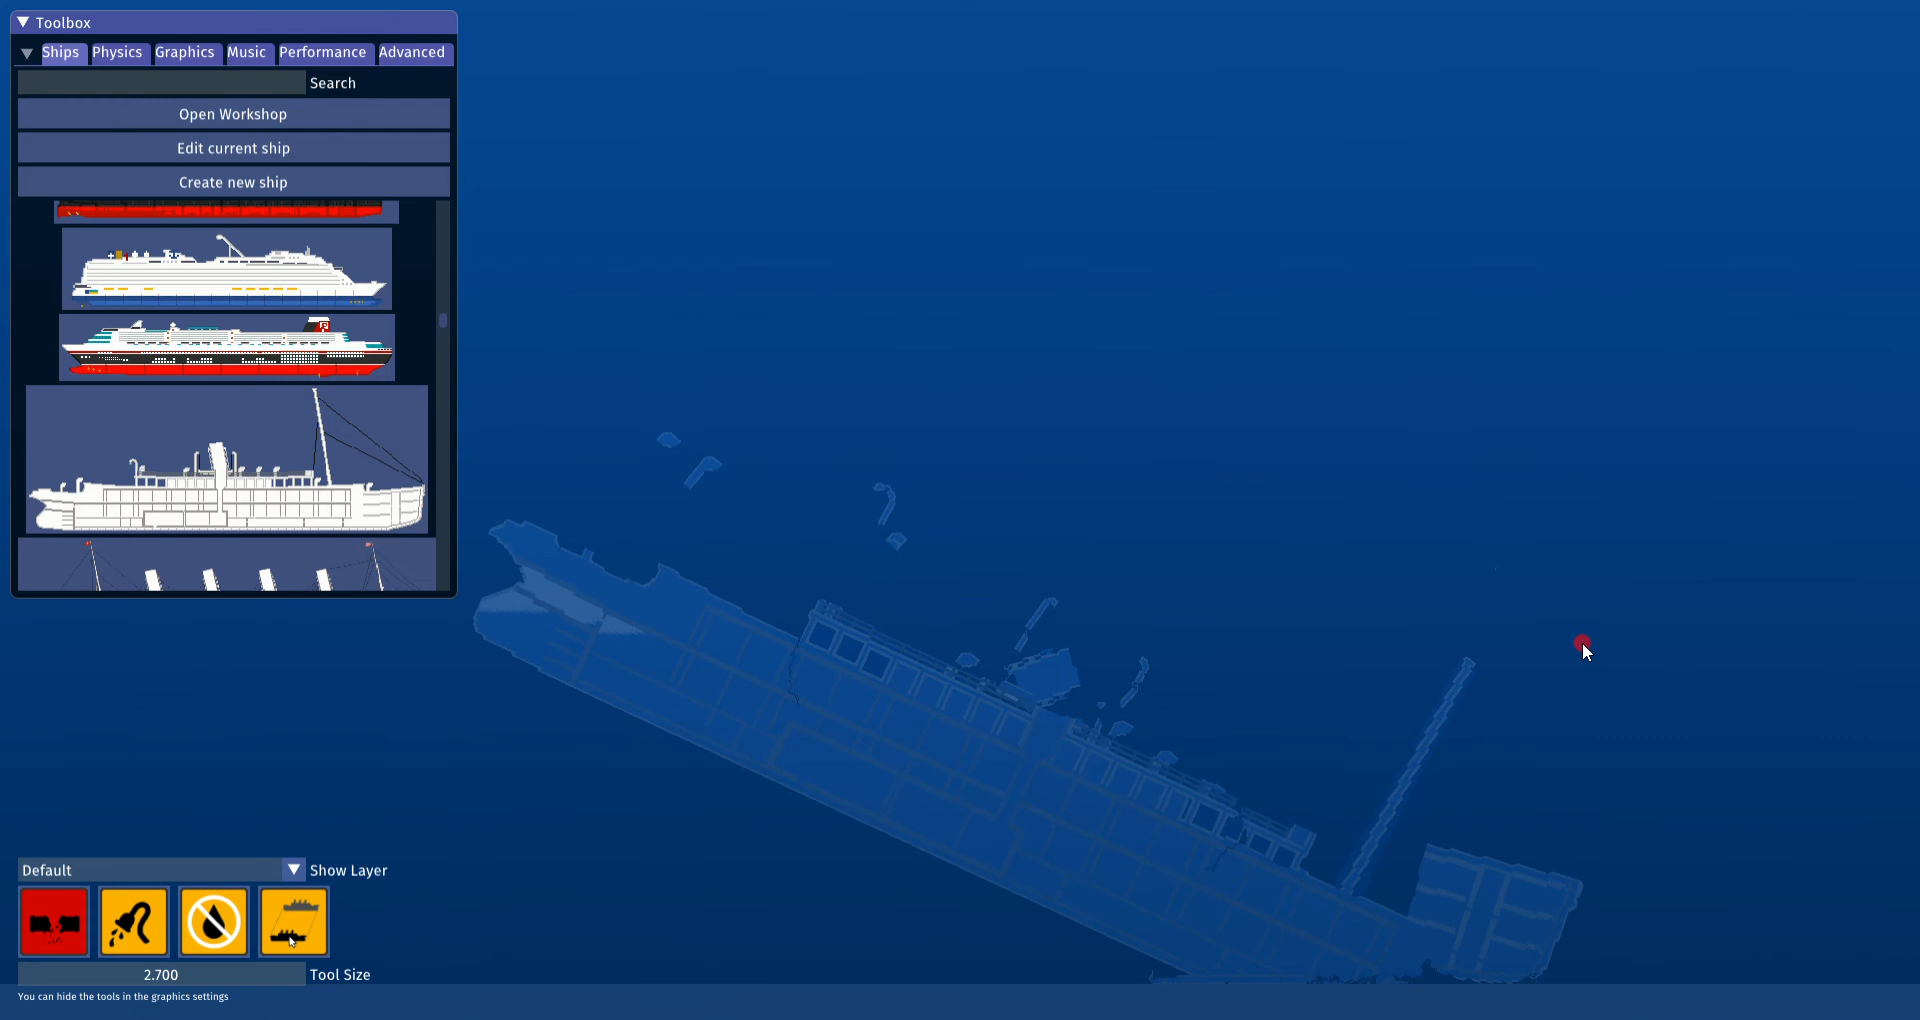 Toolbox
Ships Physics Graphics Music Performance Advanced
Search
Open Workshop
Edit current ship
Create new ship
Default
Show Layer
2.700
Tool Size
You can hide the tools in the graphics settings